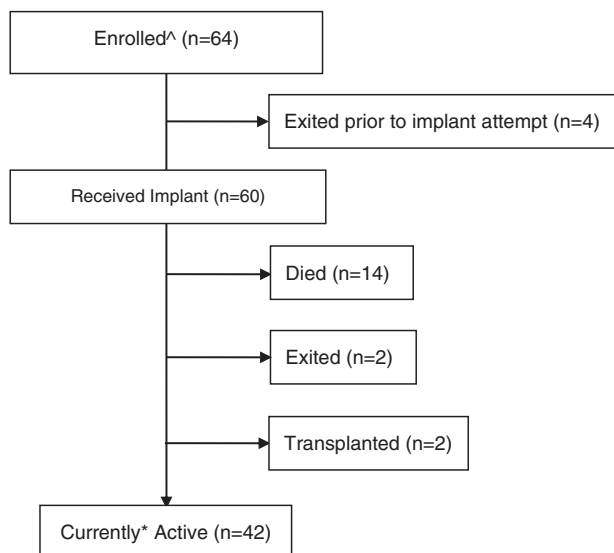 Enrolled^ (n=64)
Exited prior to implant attempt (n=4)
Received Implant (n=60)
Died (n=14)
Exited (n=2)
Transplanted (n=2)
Currently* Active (n=42)